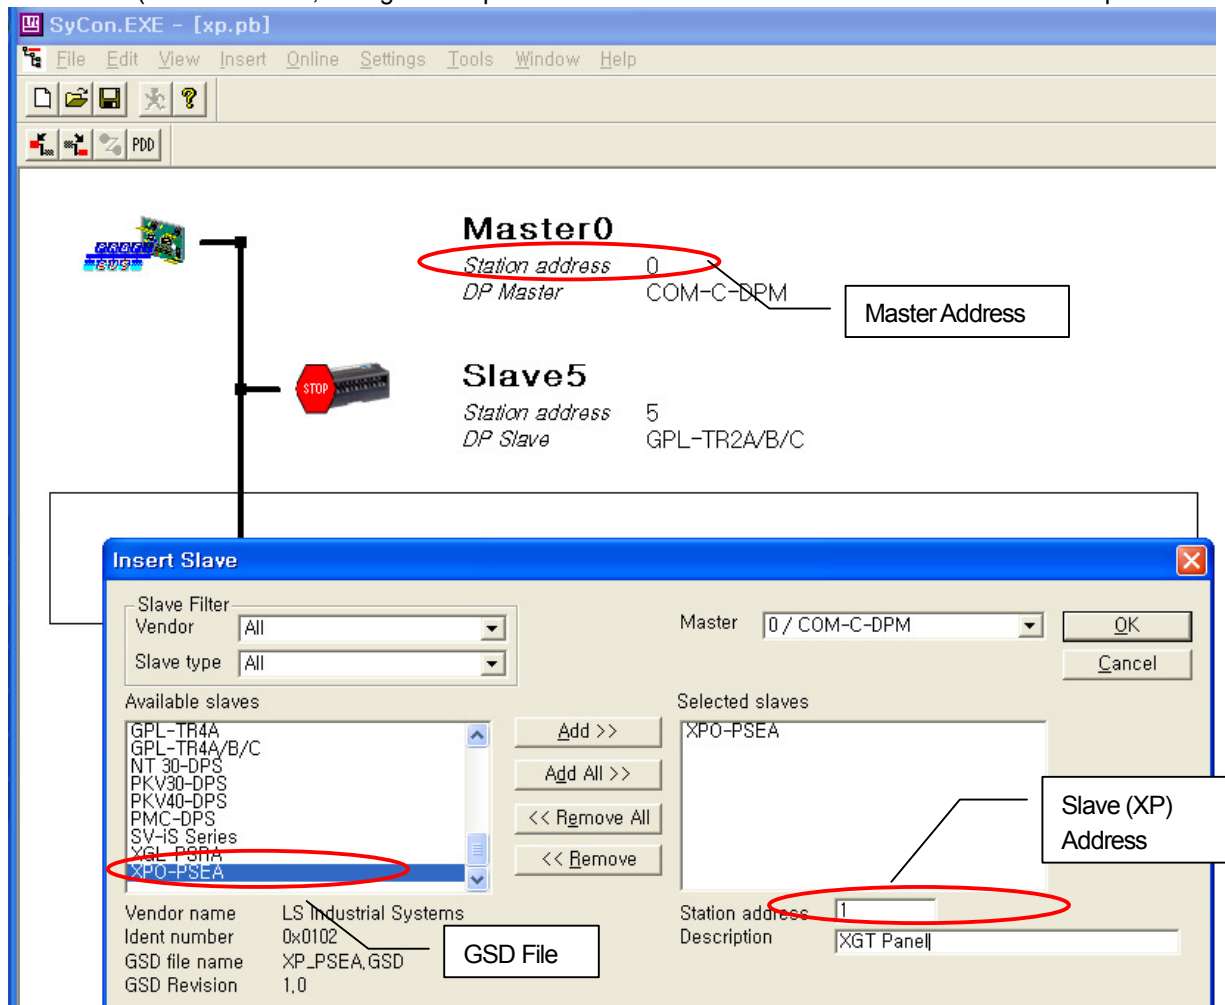 SyCon.EXE - [xp.pb]
File Edit View Insert Online Settings Tools Window Help
PDD
Master0
Station address 0
DP Master COM-C-DPM
Master Address
STOP
Slave5
Station address 5
DP Slave GPL-TR2A/B/C
Insert Slave
Slave Filter
Vendor All
Slave type All
Master 0 / COM-C-DPM
OK
Cancel
Available slaves
GPL-TR4A
GPL-TR4A/B/C
NT 30-DPS
PKV30-DPS
PKV40-DPS
PMC-DPS
SV-iS Series
XGL-PSRA
XPO-PSEA
Add >>
Add All >>
<< Remove All
<< Remove
Selected slaves
XPO-PSEA
Slave (XP)
Address
Vendor name LS Industrial Systems
Ident number 0x0102
GSD file name XP_PSEA.GSD
GSD Revision 1,0
GSD File
Station address 1
Description XGT Panel